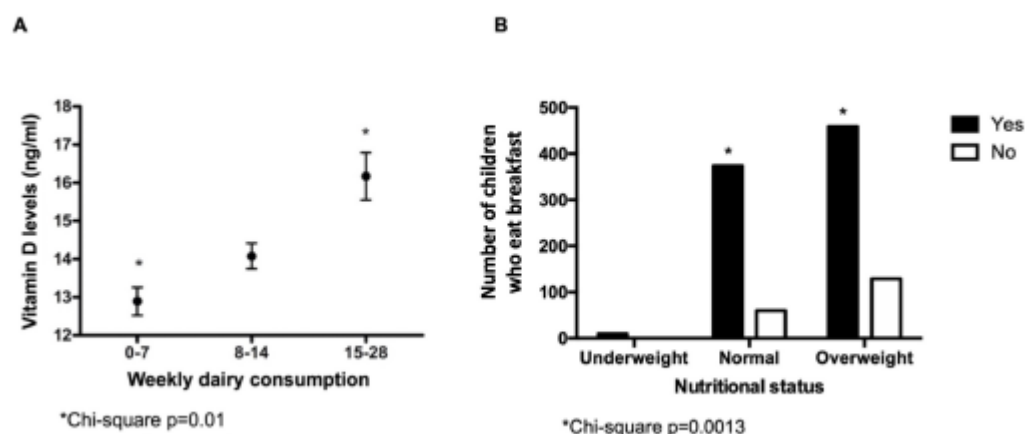 A
Vitamin D levels (ng/ml)
18
17
16
15
14
13
12
*
*
0-7 8-14 15-28
Weekly dairy consumption
*Chi-square p=0.01
B
Number of children
who eat breakfast
500
400
300
200
100
0
*
*
Underweight Normal Overweight
Nutritional status
Yes
No
*Chi-square p=0.0013